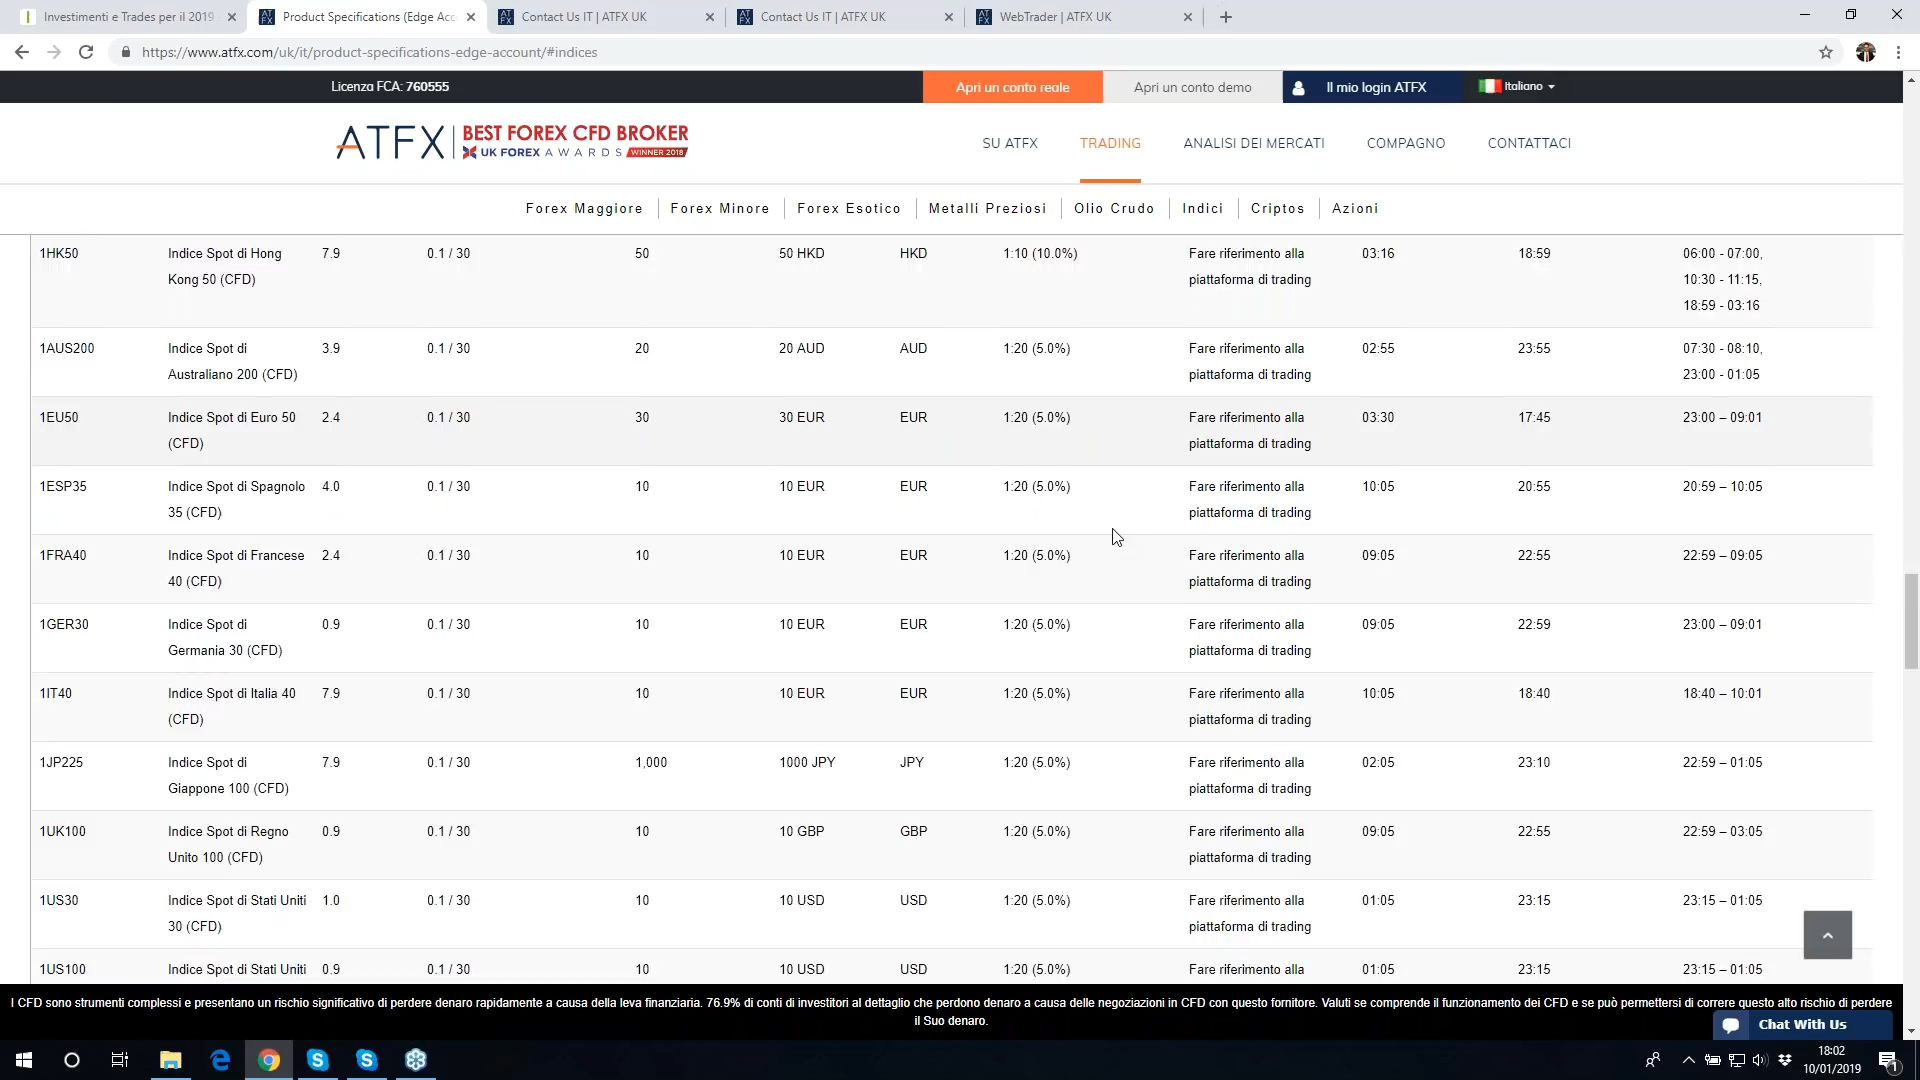 Investimenti e Trades per il 2019
Product Specifications (Edge Acc
Contact Us IT | ATFX UK
Contact Us IT | ATFX UK
WebTrader | ATFX UK
https://www.atfx.com/uk/it/product-specifications-edge-account/#indices
Licenza FCA: 760555
Apri un conto reale
Apri un conto demo
Il mio login ATFX
Italiano
ATFX
BEST FOREX CFD BROKER
UK FOREX AWARDS WINNER 2018
SU ATFX
TRADING
ANALISI DEI MERCATI
COMPAGNO
CONTATTACI
Forex Maggiore
Forex Minore
Forex Esotico
Metalli Preziosi
Olio Crudo
Indici
Criptos
Azioni
1HK50 Indice Spot di Hong 7.9 0.1 / 30 50 50 HKD HKD 1:10 (10.0%) Fare riferimento alla 03:16 18:59 06:00 - 07:00,
Kong 50 (CFD) piattaforma di trading 10:30 - 11:15,
18:59 - 03:16
1AUS200 Indice Spot di 3.9 0.1 / 30 20 20 AUD AUD 1:20 (5.0%) Fare riferimento alla 02:55 23:55 07:30 - 08:10,
Australiano 200 (CFD) piattaforma di trading 23:00 - 01:05
1EU50 Indice Spot di Euro 50 2.4 0.1 / 30 30 30 EUR EUR 1:20 (5.0%) Fare riferimento alla 03:30 17:45 23:00 – 09:01
(CFD) piattaforma di trading
1ESP35 Indice Spot di Spagnolo 4.0 0.1 / 30 10 10 EUR EUR 1:20 (5.0%) Fare riferimento alla 10:05 20:55 20:59 – 10:05
35 (CFD) piattaforma di trading
1FRA40 Indice Spot di Francese 2.4 0.1 / 30 10 10 EUR EUR 1:20 (5.0%) Fare riferimento alla 09:05 22:55 22:59 – 09:05
40 (CFD) piattaforma di trading
1GER30 Indice Spot di 0.9 0.1 / 30 10 10 EUR EUR 1:20 (5.0%) Fare riferimento alla 09:05 22:59 23:00 – 09:01
Germania 30 (CFD) piattaforma di trading
1IT40 Indice Spot di Italia 40 7.9 0.1 / 30 10 10 EUR EUR 1:20 (5.0%) Fare riferimento alla 10:05 18:40 18:40 – 10:01
(CFD) piattaforma di trading
1JP225 Indice Spot di 7.9 0.1 / 30 1,000 1000 JPY JPY 1:20 (5.0%) Fare riferimento alla 02:05 23:10 22:59 – 01:05
Giappone 100 (CFD) piattaforma di trading
1UK100 Indice Spot di Regno 0.9 0.1 / 30 10 10 GBP GBP 1:20 (5.0%) Fare riferimento alla 09:05 22:55 22:59 – 03:05
Unito 100 (CFD) piattaforma di trading
1US30 Indice Spot di Stati Uniti 1.0 0.1 / 30 10 10 USD USD 1:20 (5.0%) Fare riferimento alla 01:05 23:15 23:15 – 01:05
30 (CFD) piattaforma di trading
1US100 Indice Spot di Stati Uniti 0.9 0.1 / 30 10 10 USD USD 1:20 (5.0%) Fare riferimento alla 01:05 23:15 23:15 – 01:05
I CFD sono strumenti complessi e presentano un rischio significativo di perdere denaro rapidamente a causa della leva finanziaria. 76.9% di conti di investitori al dettaglio che perdono denaro a causa delle negoziazioni in CFD con questo fornitore. Valuti se comprende il funzionamento dei CFD e se può permettersi di correre questo alto rischio di perdere
il Suo denaro.
Chat With Us
18:02
10/01/2019
1